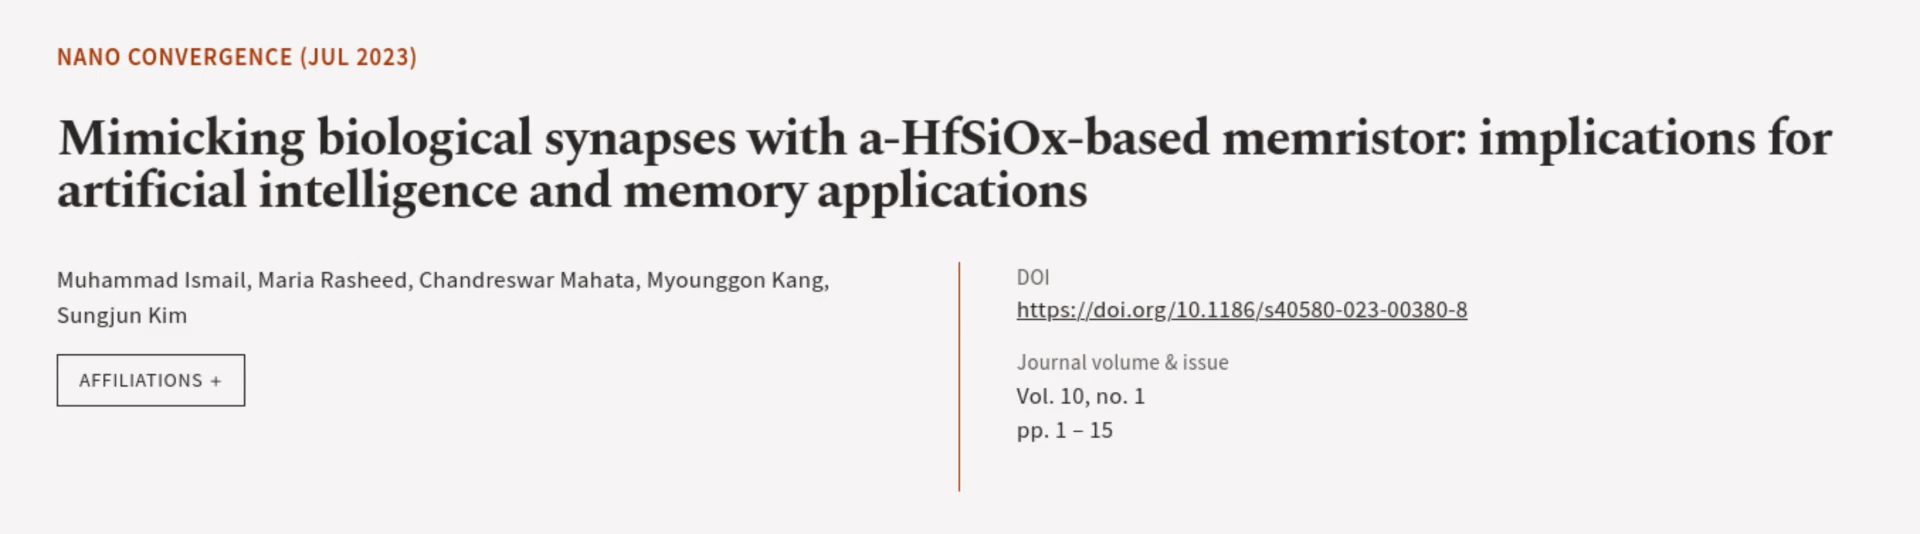 NANO CONVERGENCE (JUL 2023)
Mimicking biological synapses with a-HfSiOx-based memristor: implications for
artificial intelligence and memory applications
Muhammad Ismail, Maria Rasheed, Chandreswar Mahata, Myounggon Kang,
Sungjun Kim
AFFILIATIONS +
DOI
https://doi.org/10.1186/s40580-023-00380-8
Journal volume & issue
Vol. 10, no. 1
pp. 1 – 15